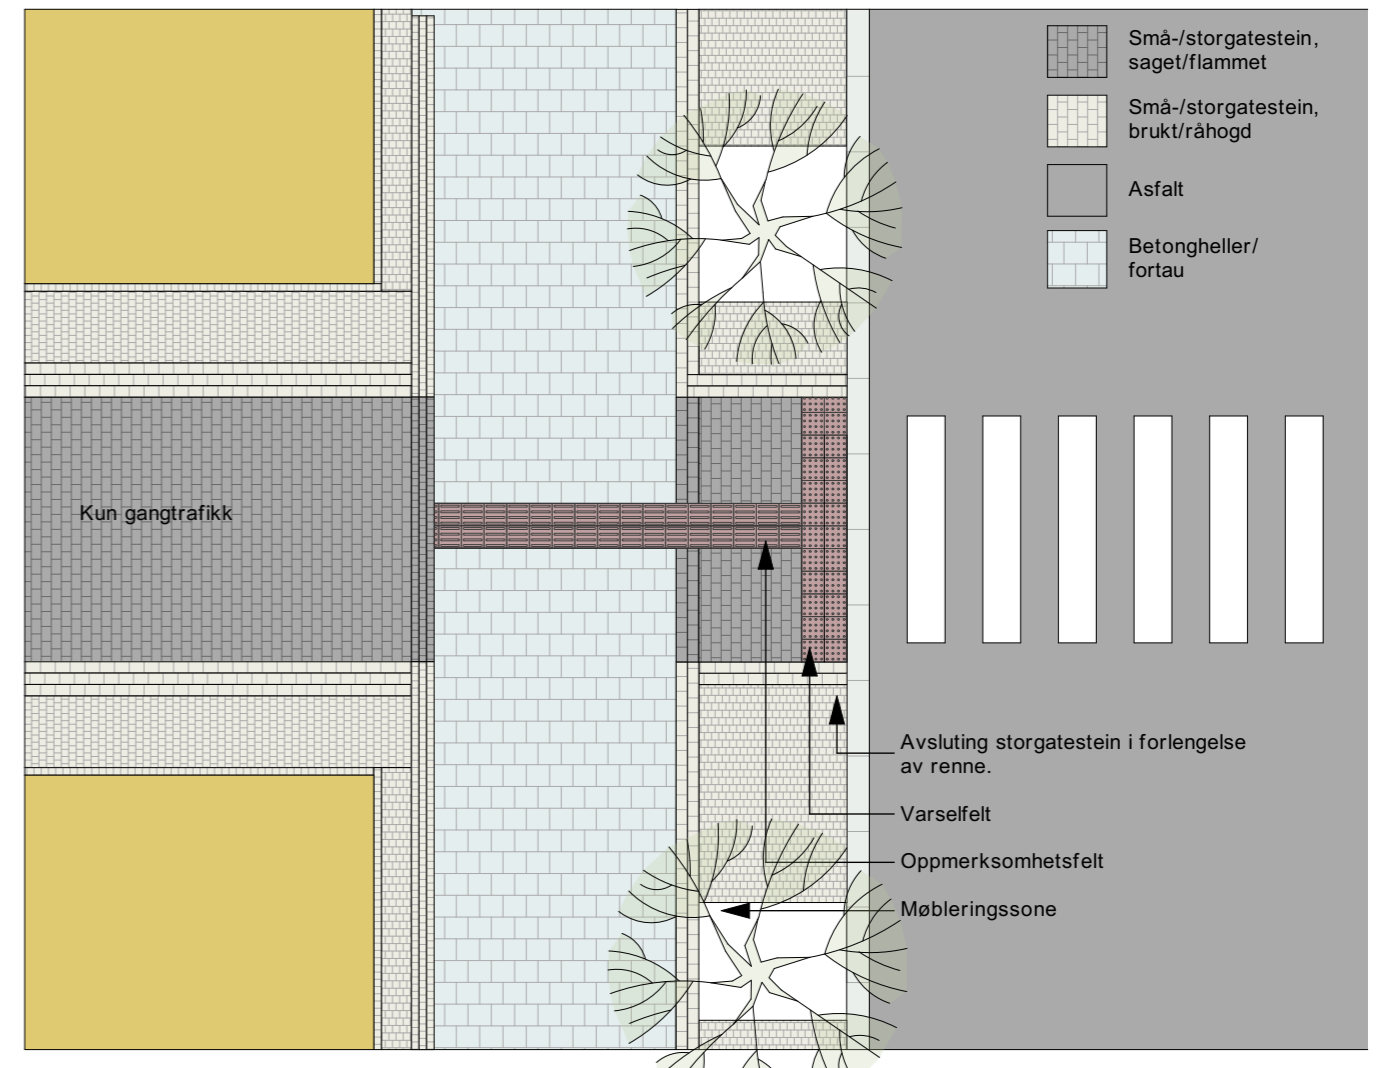 Små-/storgatestein,
saget/flammet
Små-/storgatestein,
brukt/råhogd
Asfalt
Betongheller/
fortau
Kun gangtrafikk
Avsluting storgatestein i forlengelse
av renne.
Varselfelt
Oppmerksomhetsfelt
Møbleringssone